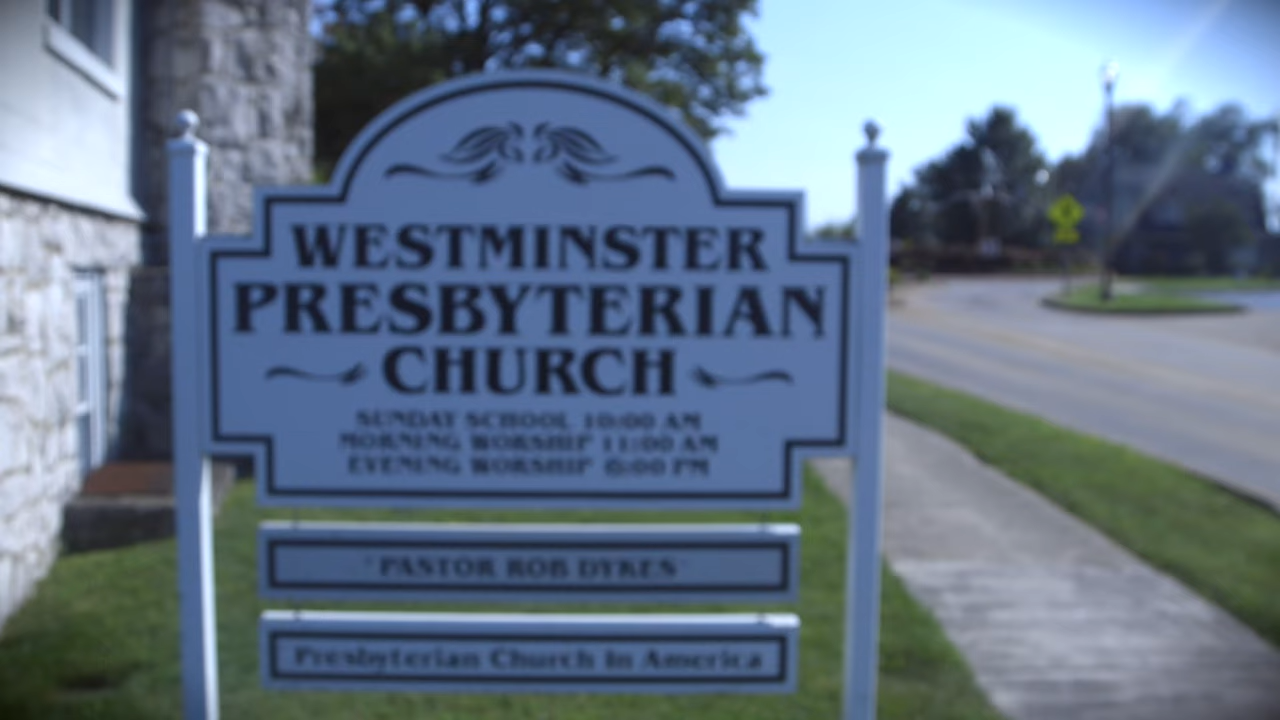 WESTMINSTER
PRESBYTERIAN
CHURCH
SUNDAY SCHOOL 10:00 AM
MORNING WORSHIP 11:00 AM
EVENING WORSHIP 6:00 PM
"PASTOR ROB DYKES"
Presbyterian Church in America